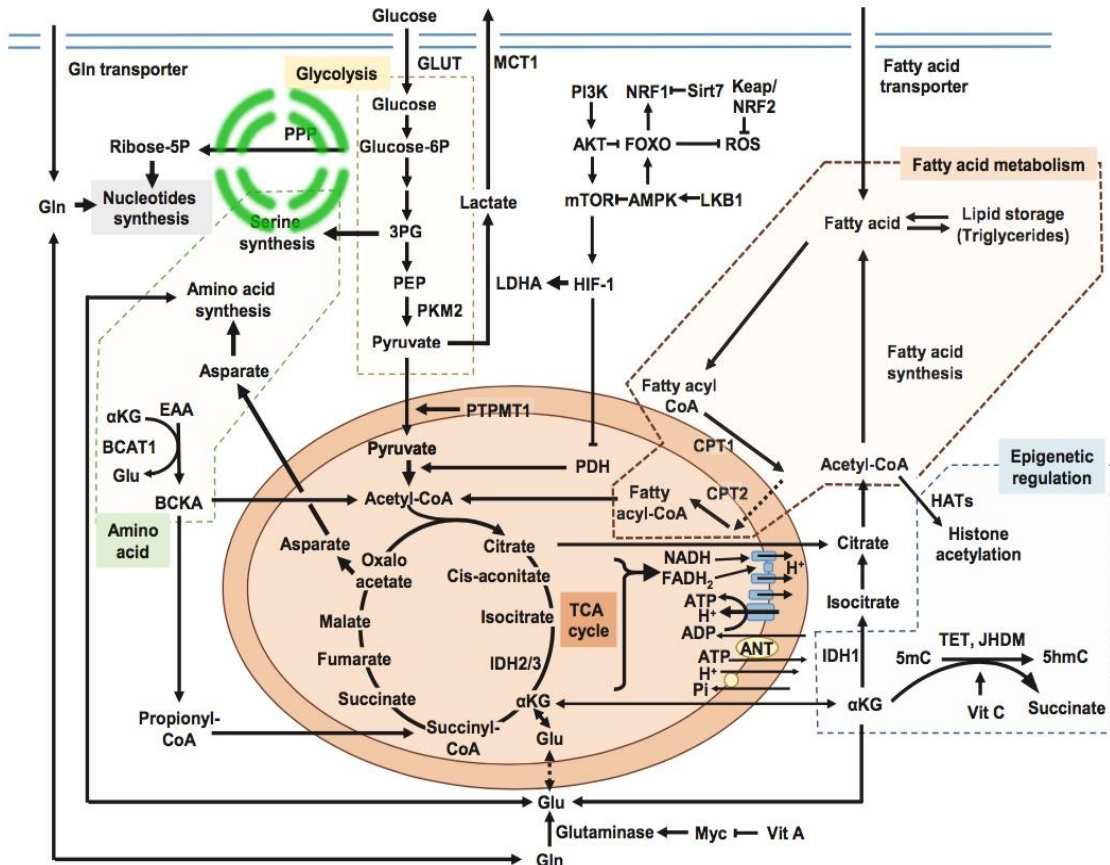 Glucose
Gln transporter
Glycolysis
GLUT
MCT1
Fatty acid
transporter
Glucose
PI3K
NRF1
Sirt7
Keap/
NRF2
PPP
Ribose-5P
Glucose-6P
AKT
FOXO
ROS
Fatty acid metabolism
Gln
Nucleotides
synthesis
Lactate
mTOR
AMPK
LKB1
Serine
synthesis
3PG
Fatty acid
Lipid storage
(Triglycerides)
PEP
LDHA
HIF-1
Amino acid
synthesis
PKM2
Pyruvate
Asparate
Fatty acid
synthesis
Fatty acyl
CoA
αKG
EAA
BCAT1
Glu
BCKA
PTPMT1
Pyruvate
PDH
CPT1
Acetyl-CoA
Epigenetic
regulation
Acetyl-CoA
Fatty
acyl-CoA
CPT2
HATs
Histone
acetylation
Amino
acid
Asparate
Oxalo
acetate
Citrate
Cis-aconitate
Isocitrate
IDH2/3
αKG
Succinyl-
CoA
Succinate
Fumarate
Malate
TCA
cycle
NADH
FADH2
H+
ATP
H+
ADP
ANT
ATP
H+
Pi
Citrate
Isocitrate
IDH1
αKG
5mC
TET, JHDM
5hmC
Vit C
Succinate
Propionyl-
CoA
Glu
Glu
Glutaminase
Myc
Vit A
Gln